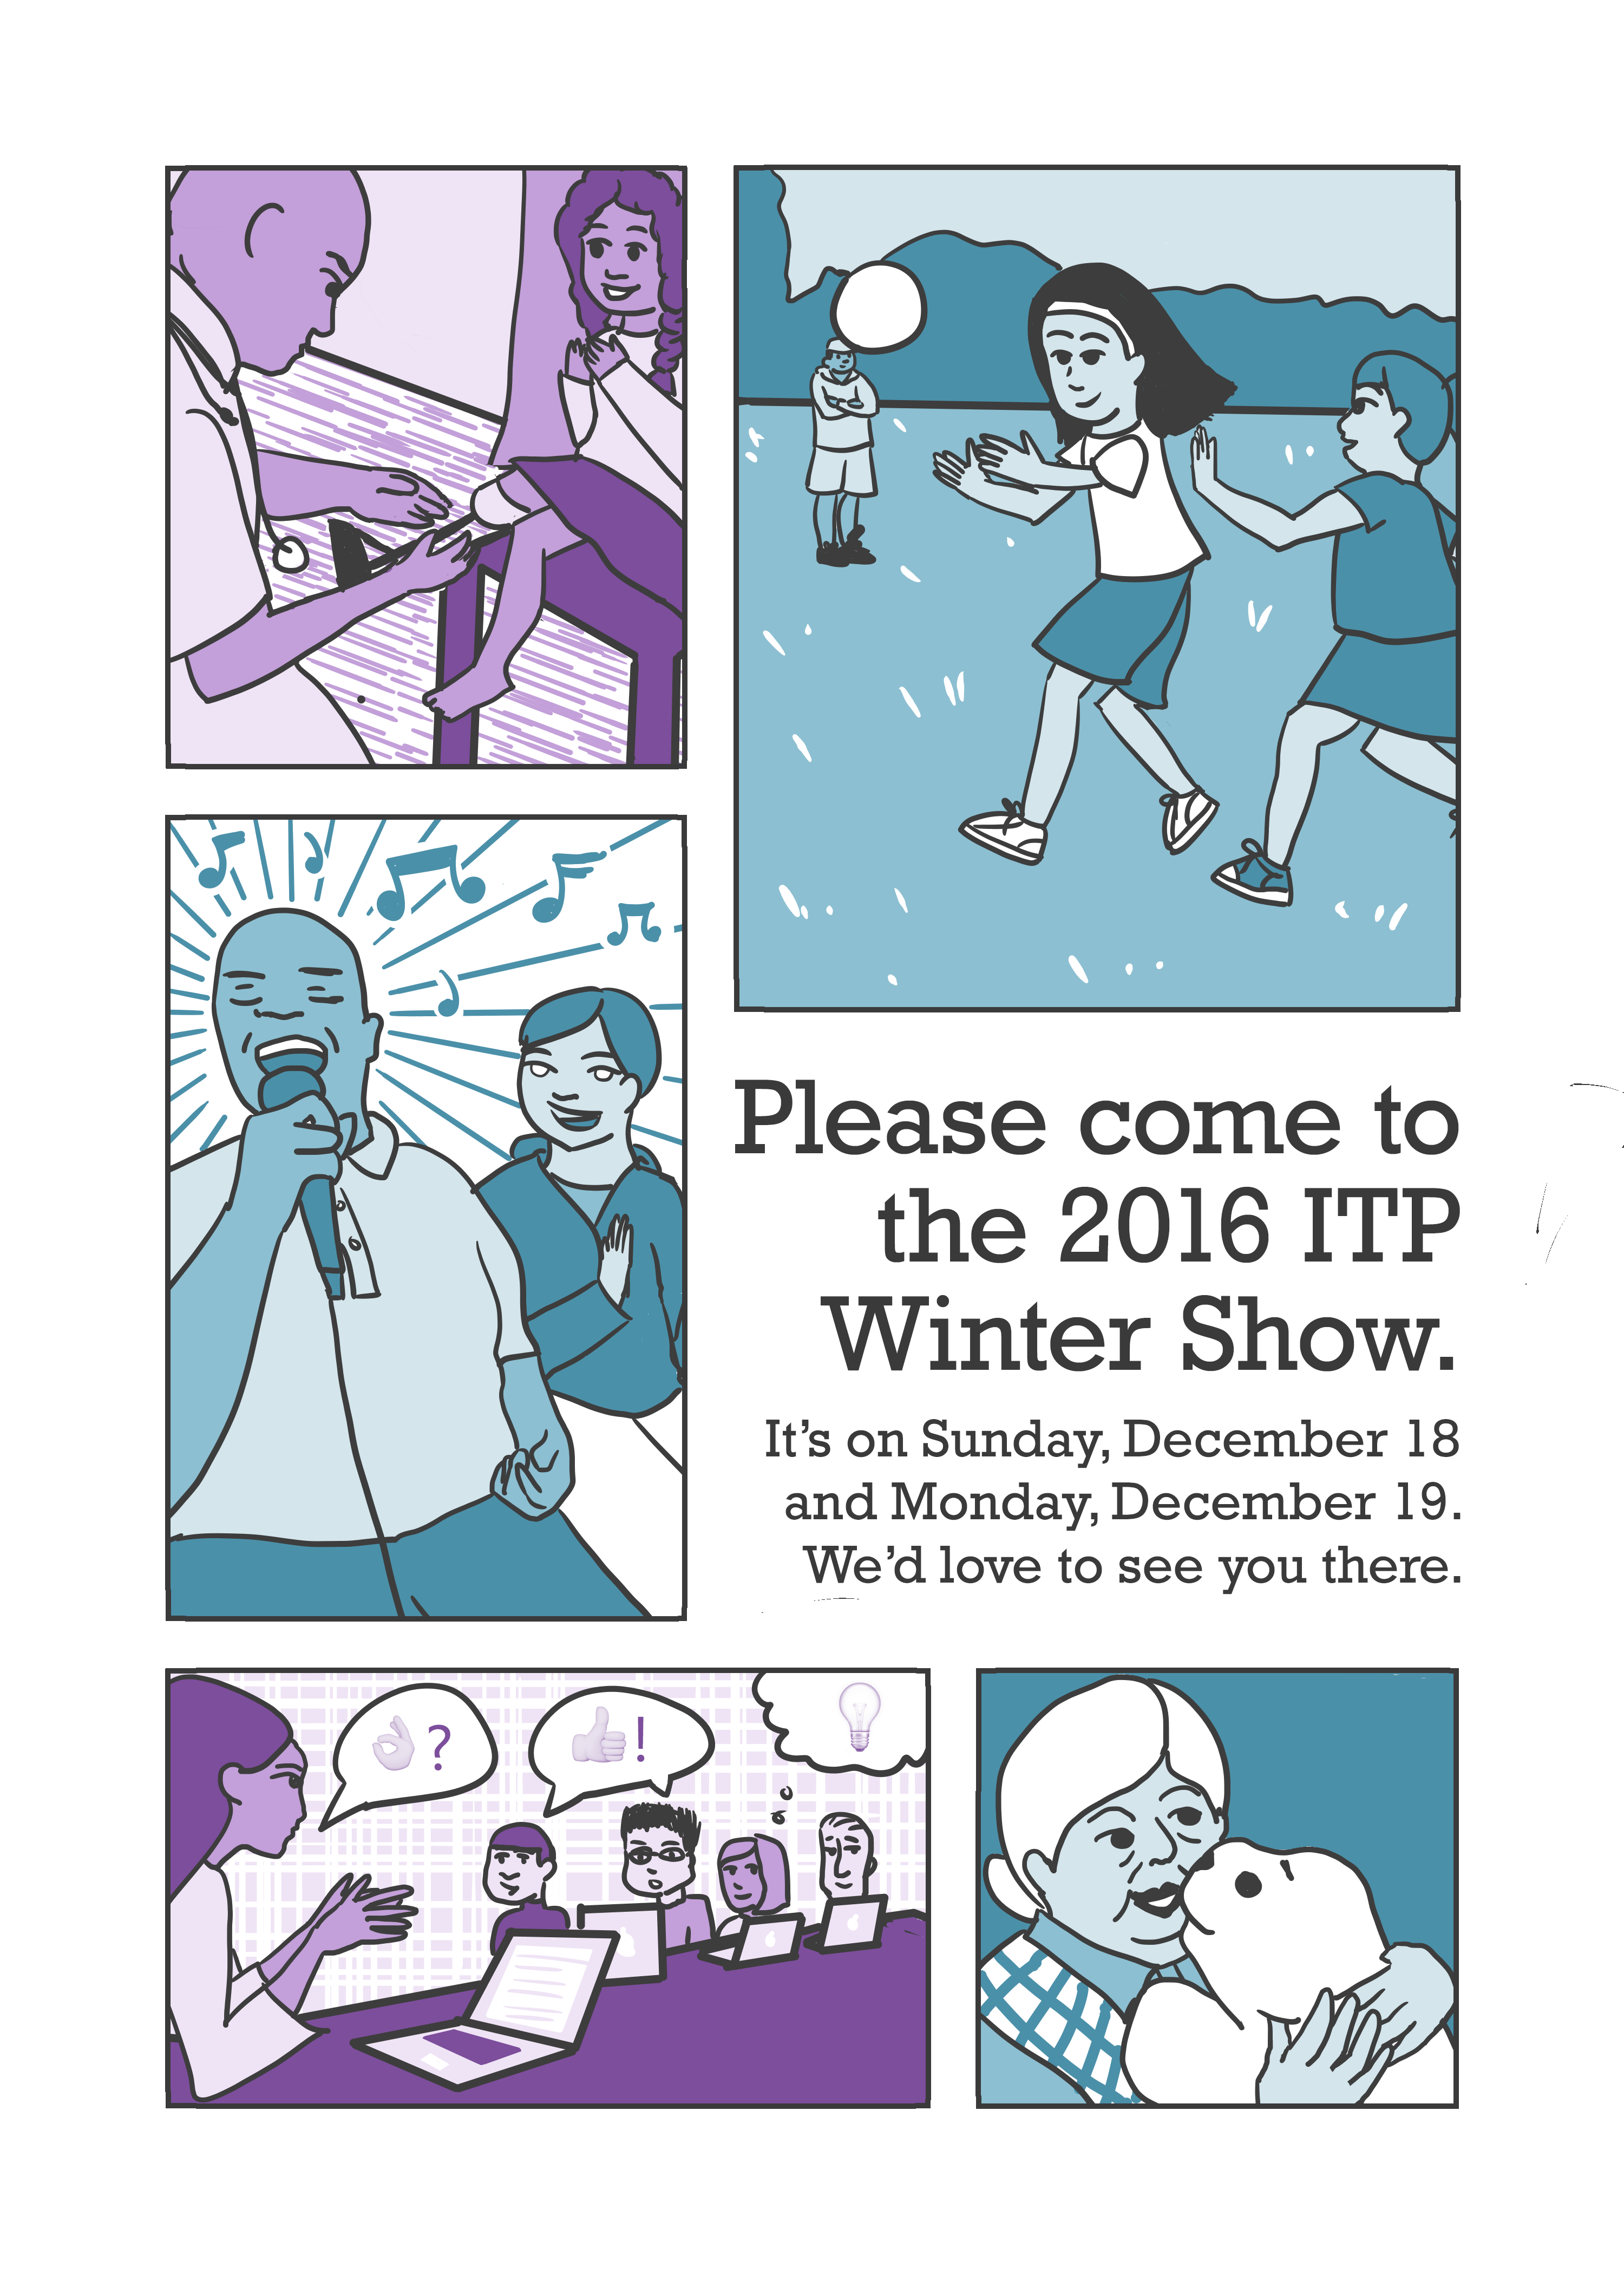 Please come to
the 2016 ITP
Winter Show.
It’s on Sunday, December 18
and Monday, December 19.
We’d love to see you there.
?
!